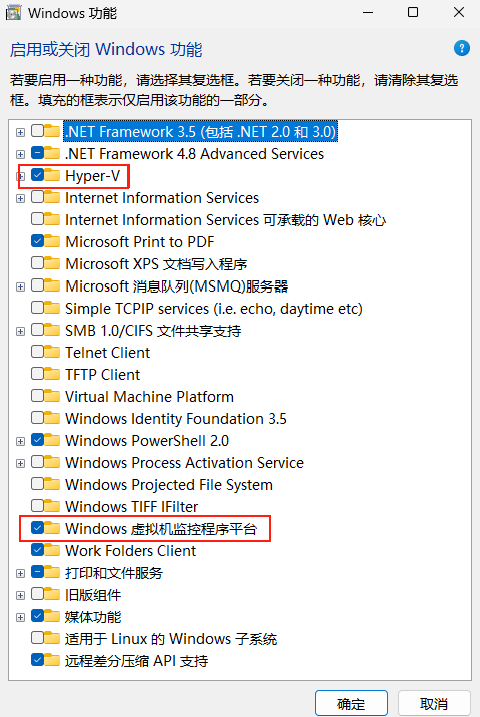 Windows 功能
启用或关闭 Windows 功能
若要启用一种功能，请选择其复选框。若要关闭一种功能，请清除其复选
框。填充的框表示仅启用该功能的一部分。
.NET Framework 3.5 (包括 .NET 2.0 和 3.0)
.NET Framework 4.8 Advanced Services
Hyper-V
Internet Information Services
Internet Information Services 可承载的 Web 核心
Microsoft Print to PDF
Microsoft XPS 文档写入程序
Microsoft 消息队列(MSMQ)服务器
Simple TCPIP services (i.e. echo, daytime etc)
SMB 1.0/CIFS 文件共享支持
Telnet Client
TFTP Client
Virtual Machine Platform
Windows Identity Foundation 3.5
Windows PowerShell 2.0
Windows Process Activation Service
Windows Projected File System
Windows TIFF IFilter
Windows 虚拟机监控程序平台
Work Folders Client
打印和文件服务
旧版组件
媒体功能
适用于 Linux 的 Windows 子系统
远程差分压缩 API 支持
确定
取消